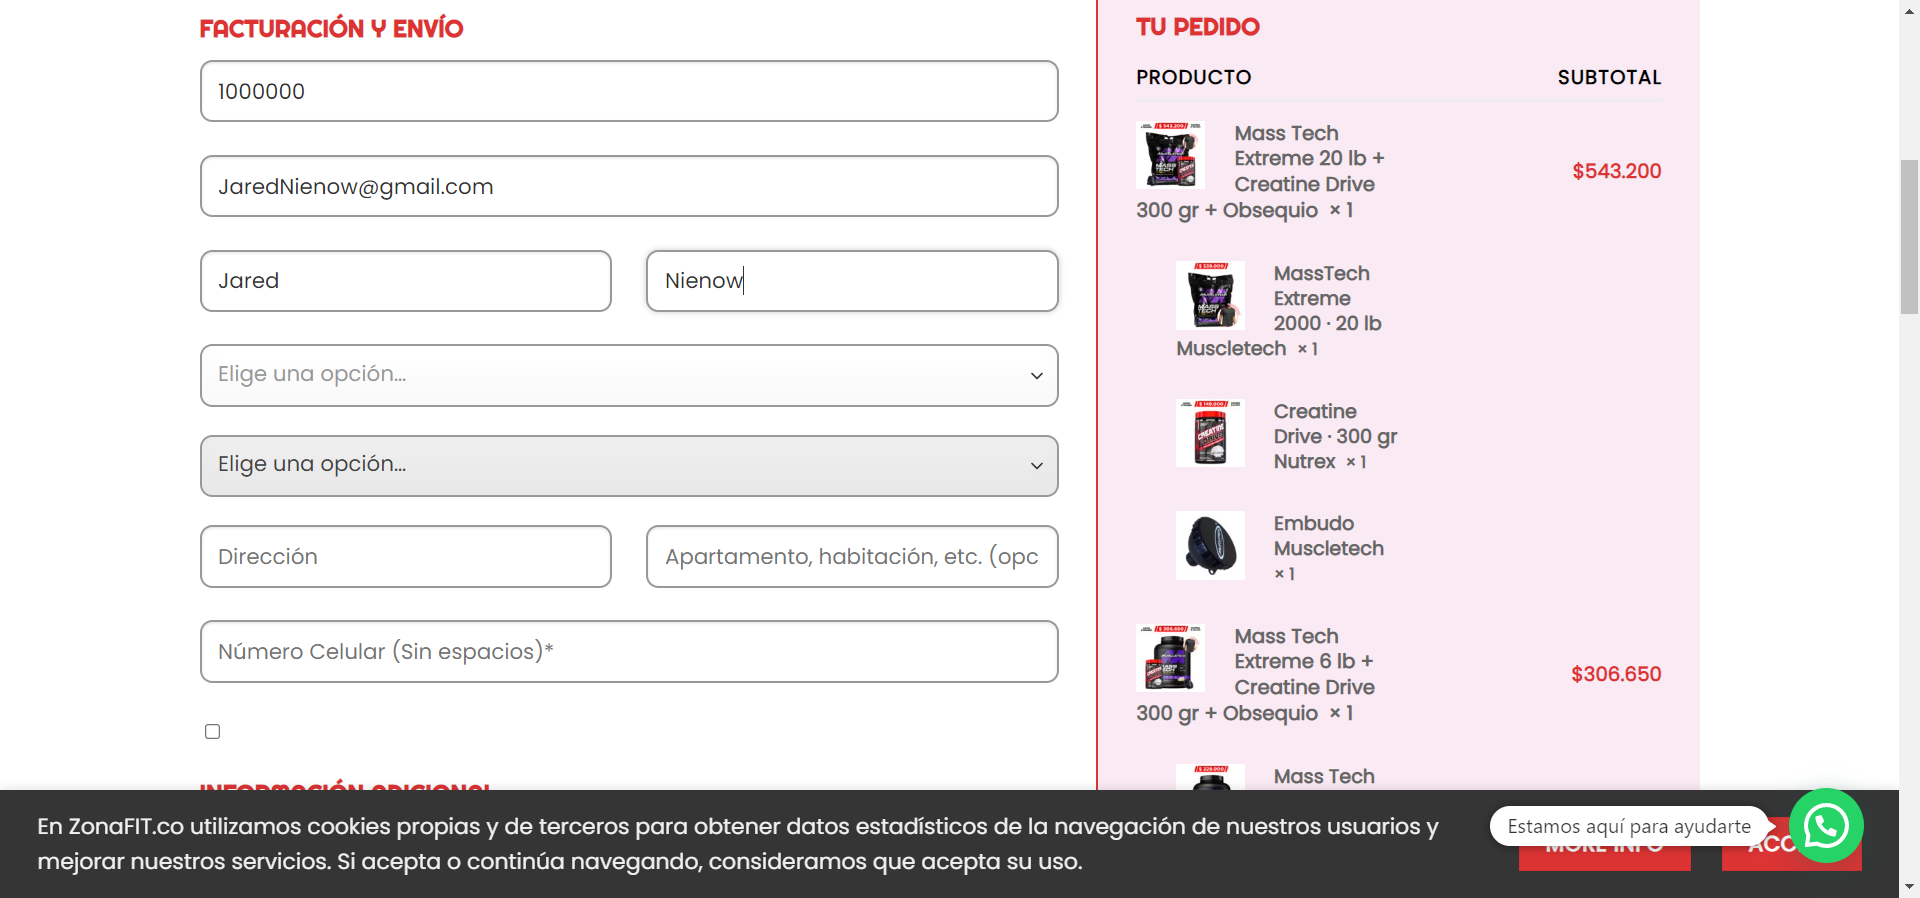 FACTURACIÓN Y ENVÍO
1000000
JaredNienow@gmail.com
Jared
Nienow
Elige una opción...
Elige una opción...
Dirección
Apartamento, habitación, etc. (opc
Número Celular (Sin espacios)*
INFORMACIÓN ADICIONAL
TU PEDIDO
PRODUCTO SUBTOTAL
Mass Tech
Extreme 20 lb +
Creatine Drive
300 gr + Obsequio × 1
$543.200
MassTech
Extreme
2000 · 20 lb
Muscletech × 1
Creatine
Drive · 300 gr
Nutrex × 1
Embudo
Muscletech
× 1
Mass Tech
Extreme 6 lb +
Creatine Drive
300 gr + Obsequio × 1
$306.650
Mass Tech
En ZonaFIT.co utilizamos cookies propias y de terceros para obtener datos estadísticos de la navegación de nuestros usuarios y
mejorar nuestros servicios. Si acepta o continúa navegando, consideramos que acepta su uso.
Estamos aquí para ayudarte
MORE INFO